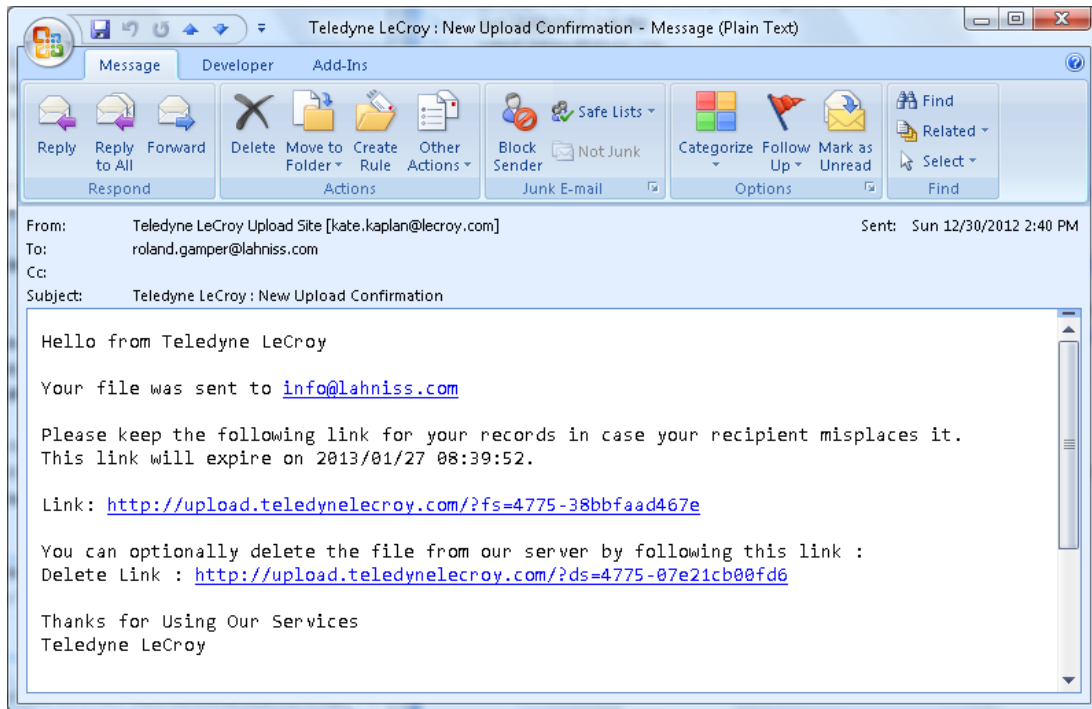 Teledyne LeCroy : New Upload Confirmation - Message (Plain Text)
Message Developer Add-Ins
Reply Reply to All Forward
Respond
Delete Move to Folder Create Rule Other Actions
Actions
Block Sender Safe Lists Not Junk
Junk E-mail
Categorize Follow Up Mark as Unread
Options
Find Related Select
Find
From: Teledyne LeCroy Upload Site [kate.kaplan@lecroy.com] Sent: Sun 12/30/2012 2:40 PM
To: roland.gamper@lahniss.com
Cc:
Subject: Teledyne LeCroy : New Upload Confirmation
Hello from Teledyne LeCroy
Your file was sent to info@lahniss.com
Please keep the following link for your records in case your recipient misplaces it.
This link will expire on 2013/01/27 08:39:52.
Link: http://upload.teledynelecroy.com/?fs=4775-38bbfaad467e
You can optionally delete the file from our server by following this link :
Delete Link : http://upload.teledynelecroy.com/?ds=4775-07e21cb00fd6
Thanks for Using Our Services
Teledyne LeCroy